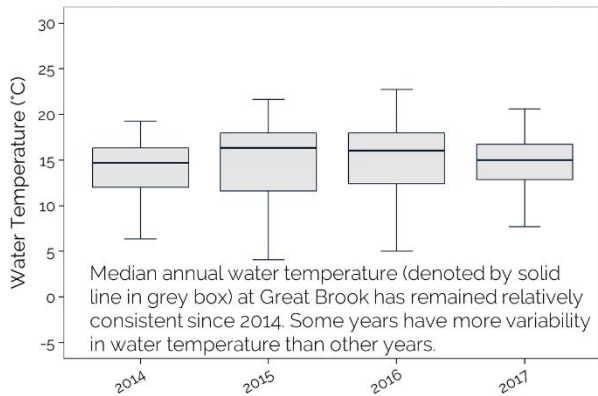 30
25
20
15
10
5
0
-5
Water Temperature (°C)
Median annual water temperature (denoted by solid
line in grey box) at Great Brook has remained relatively
consistent since 2014. Some years have more variability
in water temperature than other years.
2014
2015
2016
2017